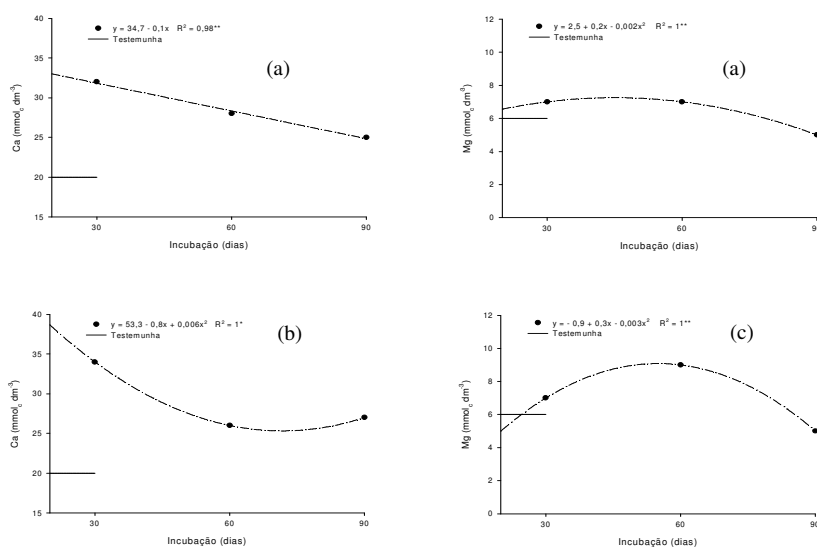 y = 34,7 - 0,1x R² = 0,98**
Testemunha
(a)
Ca (mmolc dm-3)
40
35
30
25
20
15
30 60 90
Incubação (dias)
y = 2,5 + 0,2x - 0,002x² R² = 1**
Testemunha
(a)
Mg (mmolc dm-3)
12
10
8
6
4
2
0
30 60 90
Incubação (dias)
y = 53,3 - 0,8x + 0,006x² R² = 1*
Testemunha
(b)
Ca (mmolc dm-3)
40
35
30
25
20
15
30 60 90
Incubação (dias)
y = - 0,9 + 0,3x - 0,003x² R² = 1**
Testemunha
(c)
Mg (mmolc dm-3)
12
10
8
6
4
2
0
30 60 90
Incubação (dias)